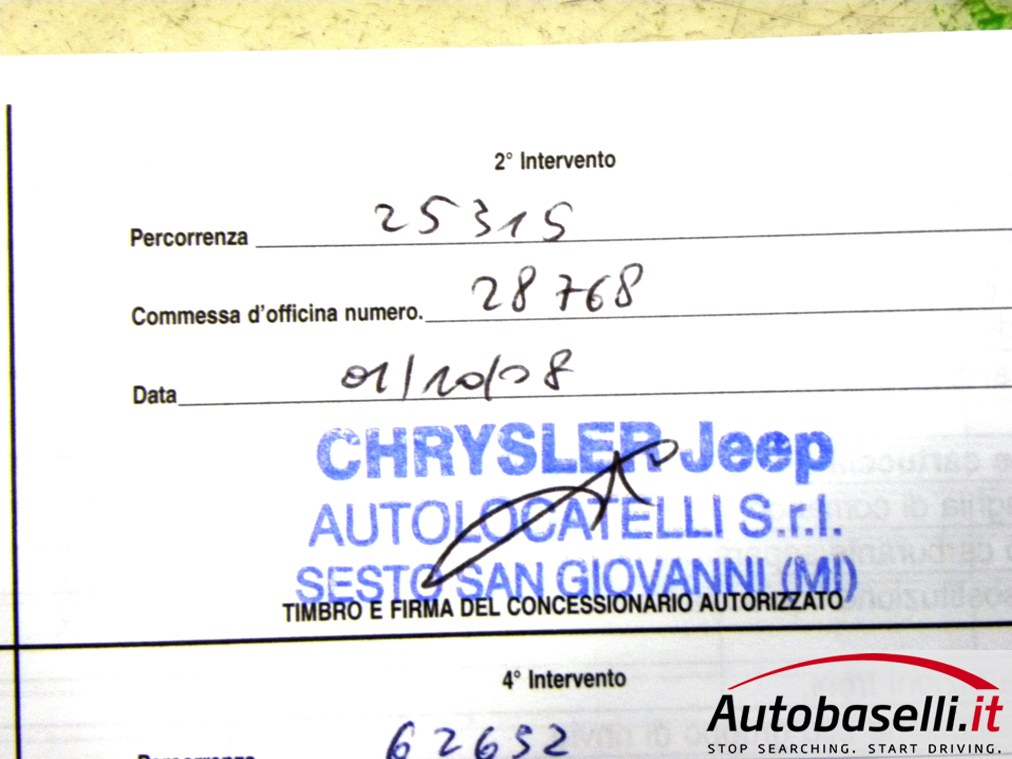 2° Intervento
Percorrenza 25315
Commessa d'officina numero. 28768
Data 01/10/08
CHRYSLER Jeep
AUTOLOCATELLI S.r.l.
SESTO SAN GIOVANNI (MI)
TIMBRO E FIRMA DEL CONCESSIONARIO AUTORIZZATO
4° Intervento
Percorrenza 62652
Autobaselli.it
STOP SEARCHING. START DRIVING.